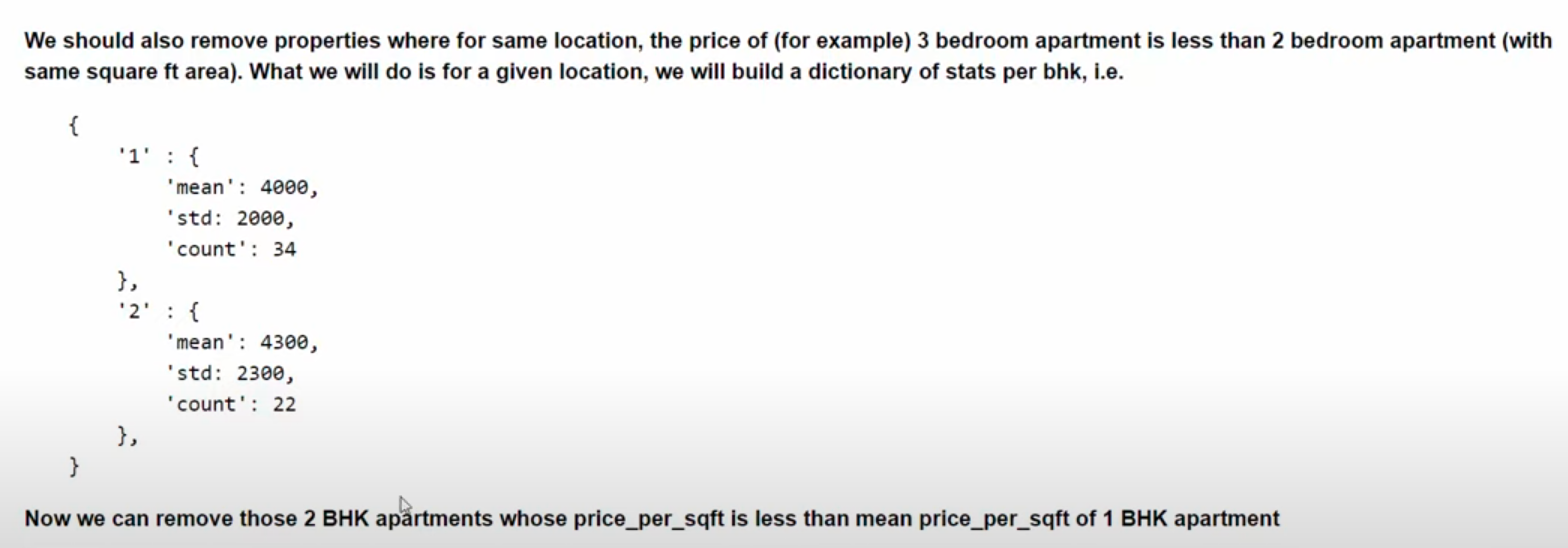 We should also remove properties where for same location, the price of (for example) 3 bedroom apartment is less than 2 bedroom apartment (with
same square ft area). What we will do is for a given location, we will build a dictionary of stats per bhk, i.e.
{
'1' : {
'mean': 4000,
'std: 2000,
'count': 34
},
'2' : {
'mean': 4300,
'std: 2300,
'count': 22
},
}
Now we can remove those 2 BHK apartments whose price_per_sqft is less than mean price_per_sqft of 1 BHK apartment